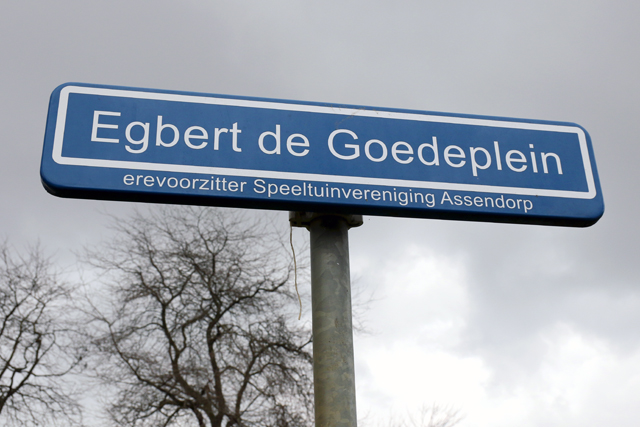 Egbert de Goedeplein
erevoorzitter Speeltuinvereniging Assendorp